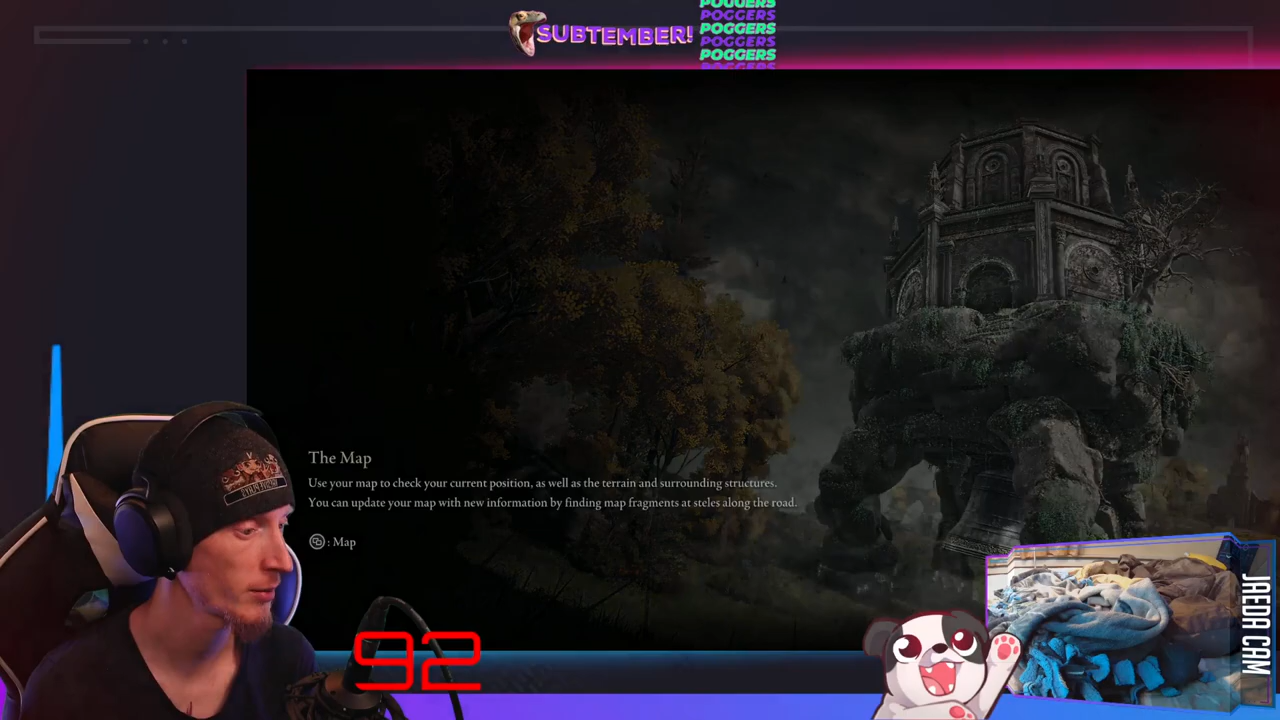 SUBTEMBER!
POGGERS
POGGERS
POGGERS
POGGERS
POGGERS
POGGERS
The Map
Use your map to check your current position, as well as the terrain and surrounding structures.
You can update your map with new information by finding map fragments at steles along the road.
: Map
92
JAEDA CAM